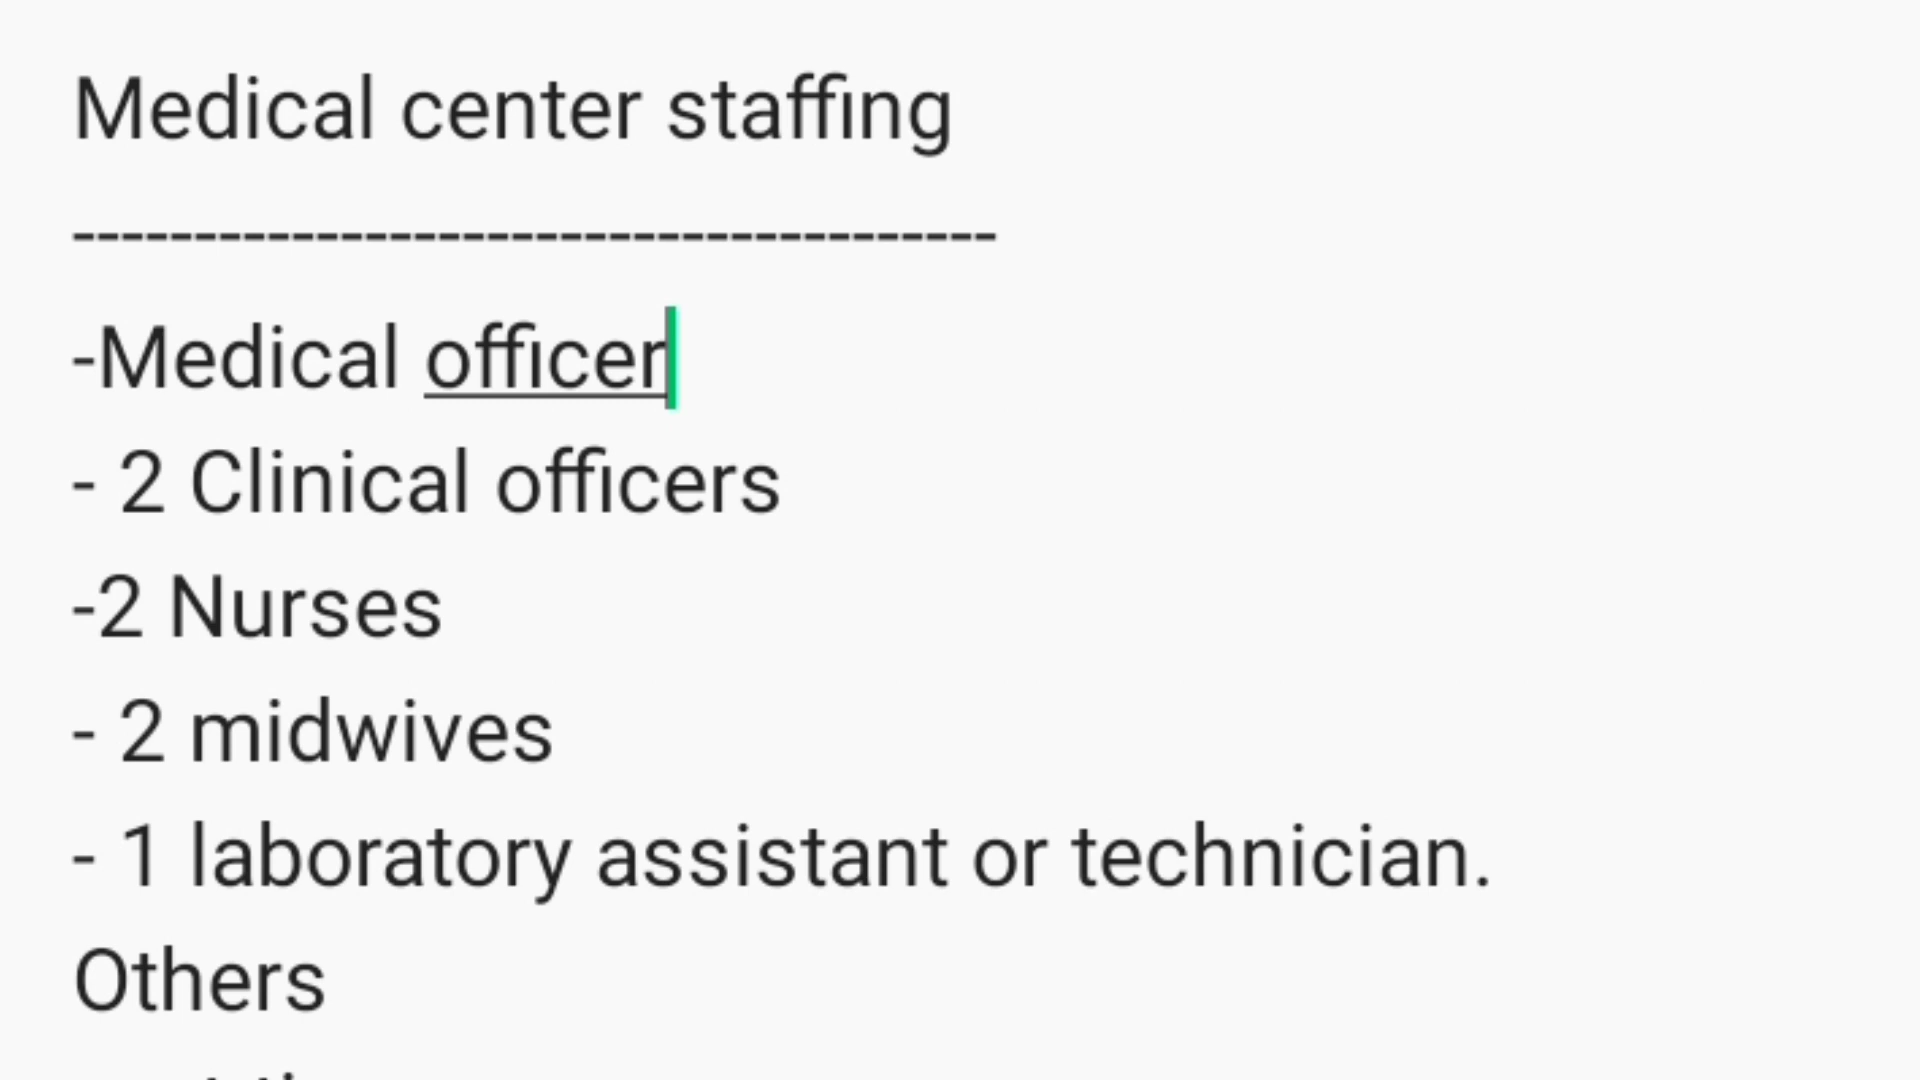 Medical center staffing
--------------------------------------
-Medical officer
- 2 Clinical officers
-2 Nurses
- 2 midwives
- 1 laboratory assistant or technician.
Others